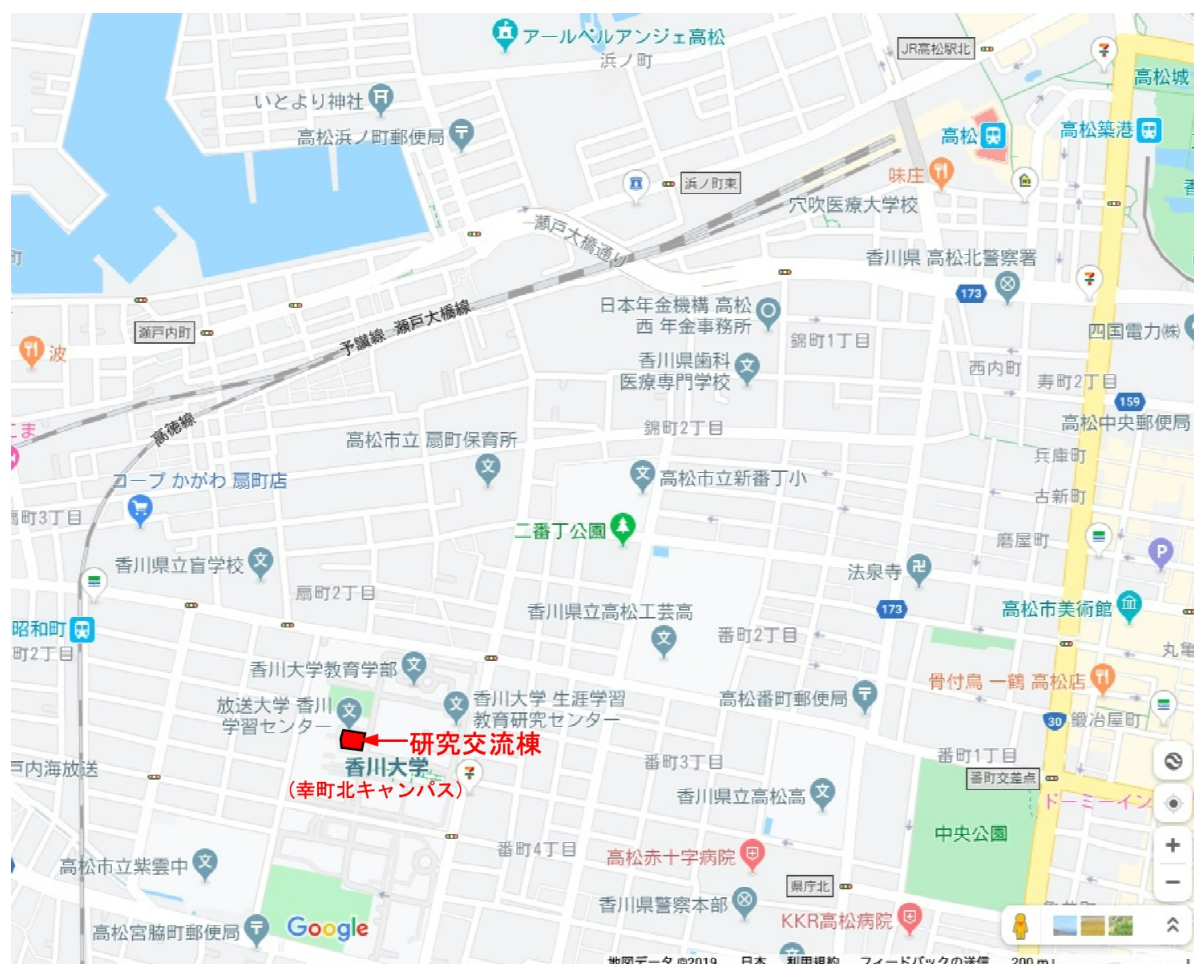 アールベルアンジェ高松
浜ノ町
JR高松駅北
高松城
いとより神社
高松浜ノ町郵便局
高松
高松築港
浜ノ町東
味庄
穴吹医療大学校
瀬戸大橋通り
香川県 高松北警察署
173
日本年金機構 高松
西 年金事務所
錦町1丁目
四国電力㈱
瀬戸内町
波
予讃線 瀬戸大橋線
香川県歯科
医療専門学校
西内町
寿町2丁目
159
高松中央郵便局
高徳線
高松市立 扇町保育所
錦町2丁目
兵庫町
コープ かがわ 扇町店
高松市立新番丁小
古新町
扇町3丁目
二番丁公園
磨屋町
香川県立盲学校
法泉寺
扇町2丁目
香川県立高松工芸高
173
高松市美術館
昭和町
町2丁目
番町2丁目
丸亀
香川大学教育学部
骨付鳥 一鶴 高松店
放送大学 香川
学習センター
香川大学 生涯学習
教育研究センター
高松番町郵便局
30
鍛冶屋町
研究交流棟
香川大学
(幸町北キャンパス)
戸内海放送
番町3丁目
番町1丁目
番町交差点
香川県立高松高
ドーミーイン
中央公園
番町4丁目
高松市立紫雲中
高松赤十字病院
県庁北
香川県警察本部
KKR高松病院
高松宮脇町郵便局
Google
地図データ ©2019 日本 利用規約 フィードバックの送信 200 m